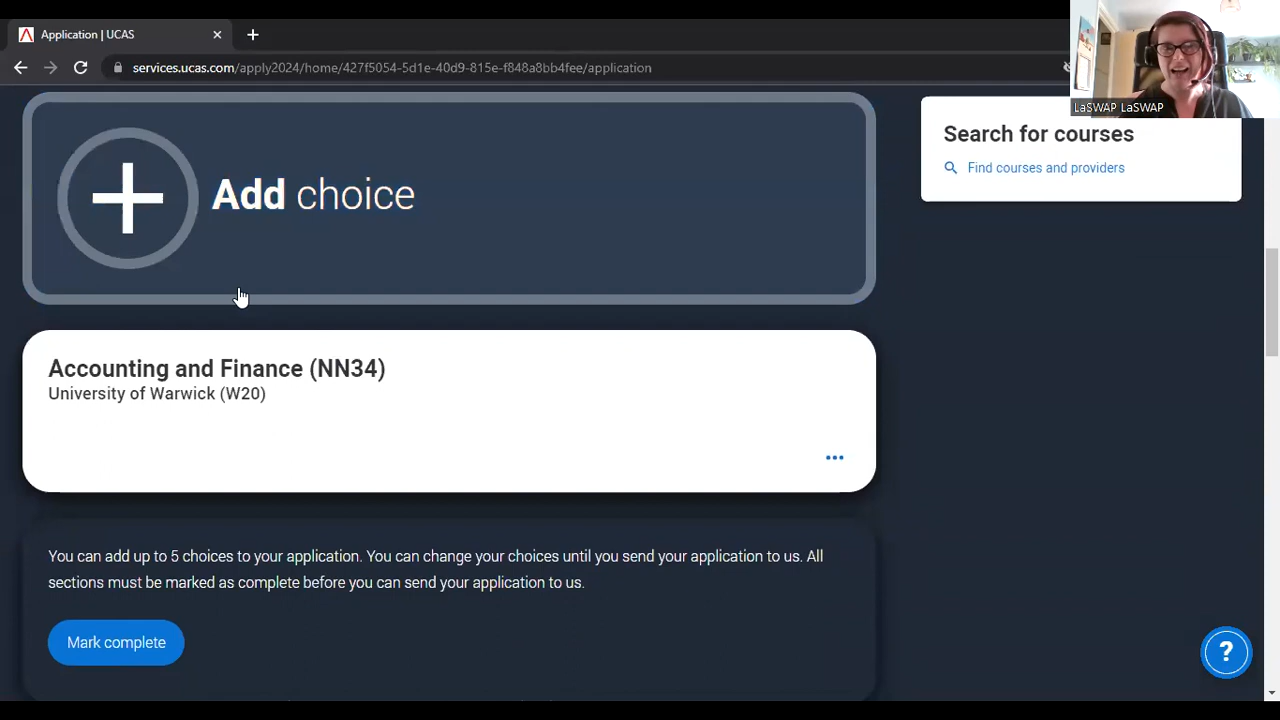 Application | UCAS
services.ucas.com/apply2024/home/427f5054-5d1e-40d9-815e-f848a8bb4fee/application
LaSWAP LaSWAP
Add choice
Search for courses
Find courses and providers
Accounting and Finance (NN34)
University of Warwick (W20)
You can add up to 5 choices to your application. You can change your choices until you send your application to us. All
sections must be marked as complete before you can send your application to us.
Mark complete
?